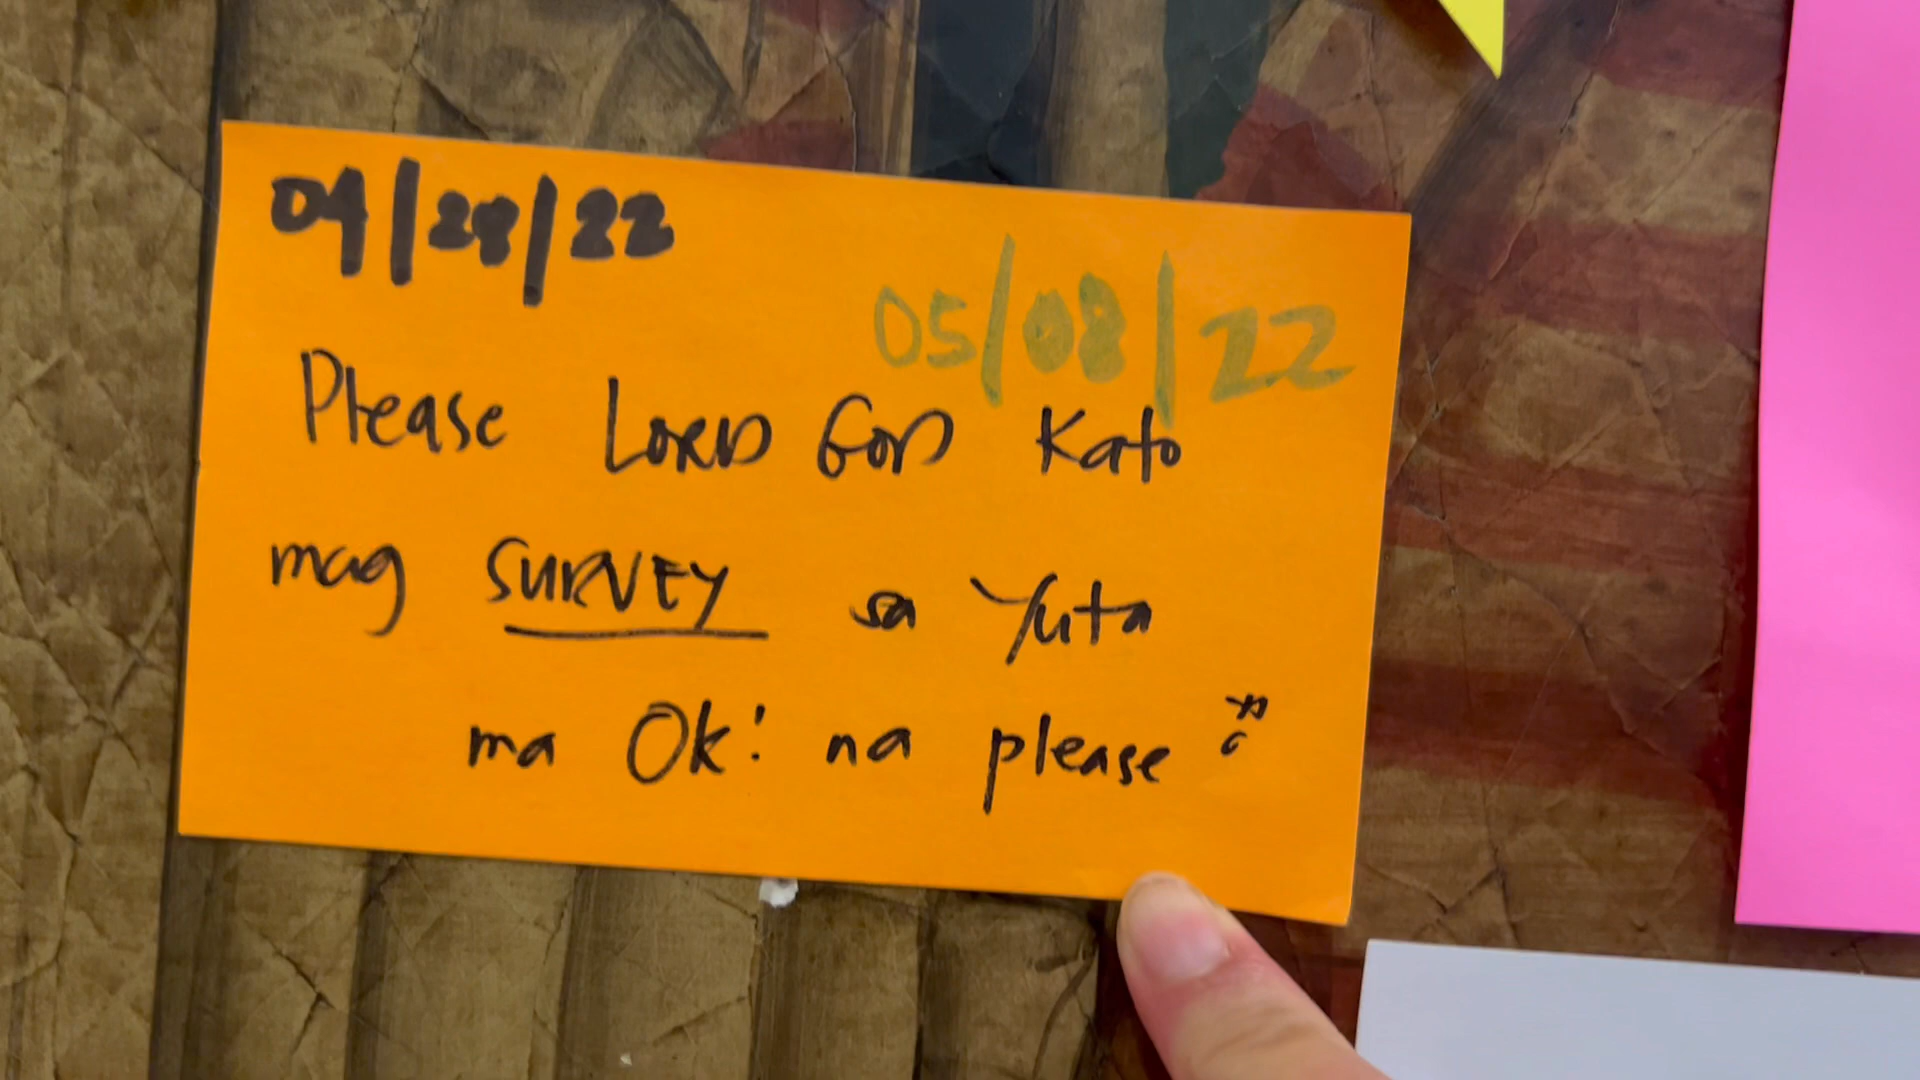 04/28/22
05/08/22
Please LORD GOD Kato
mag SURVEY sa Yuta
ma Ok! na please